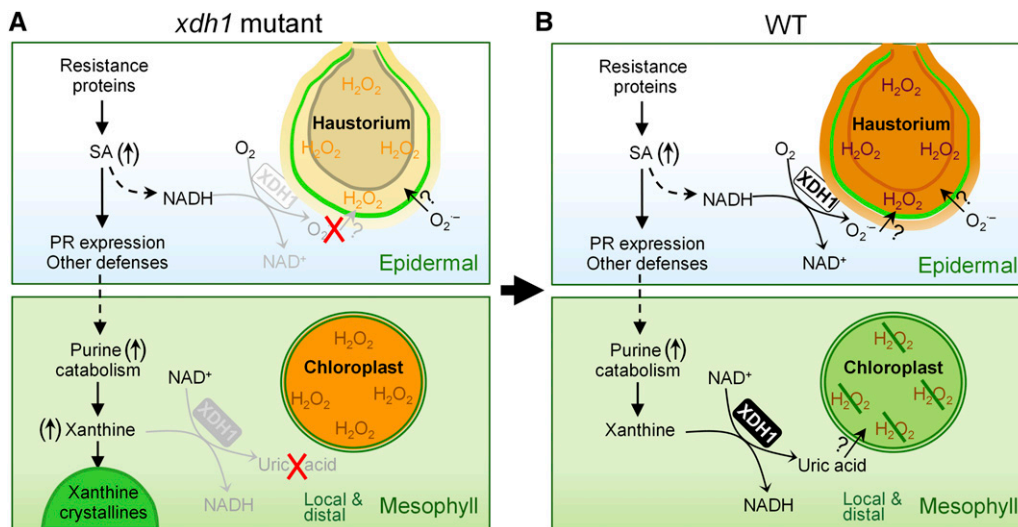 A
xdh1 mutant
Resistance
proteins
SA (↑)
NADH
O₂
XDH1
O₂
?
NAD⁺
PR expression
Other defenses
H₂O₂
Haustorium
H₂O₂
H₂O₂
H₂O₂
?
O₂·−
Epidermal
Purine (↑)
catabolism
(↑) Xanthine
Xanthine
crystallines
NAD⁺
XDH1
Uric acid
NADH
H₂O₂
Chloroplast
H₂O₂
H₂O₂
H₂O₂
Local &
distal
Mesophyll
B
WT
Resistance
proteins
SA (↑)
NADH
O₂
XDH1
O₂·−
?
NAD⁺
PR expression
Other defenses
H₂O₂
Haustorium
H₂O₂
H₂O₂
H₂O₂
?
O₂·−
Epidermal
Purine (↑)
catabolism
Xanthine
NAD⁺
XDH1
Uric acid
?
NADH
H₂O₂
Chloroplast
H₂O₂
H₂O₂
H₂O₂
Local &
distal
Mesophyll